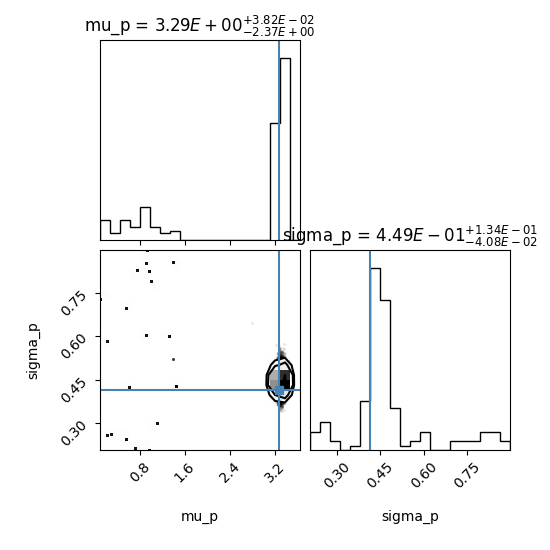 mu_p = 3.29E + 00^{+3.82E − 02}_{−2.37E + 00}
sigma_p = 4.49E − 01^{+1.34E − 01}_{−4.08E − 02}
sigma_p
0.75
0.60
0.45
0.30
0.8 1.6 2.4 3.2
mu_p
0.30 0.45 0.60 0.75
sigma_p